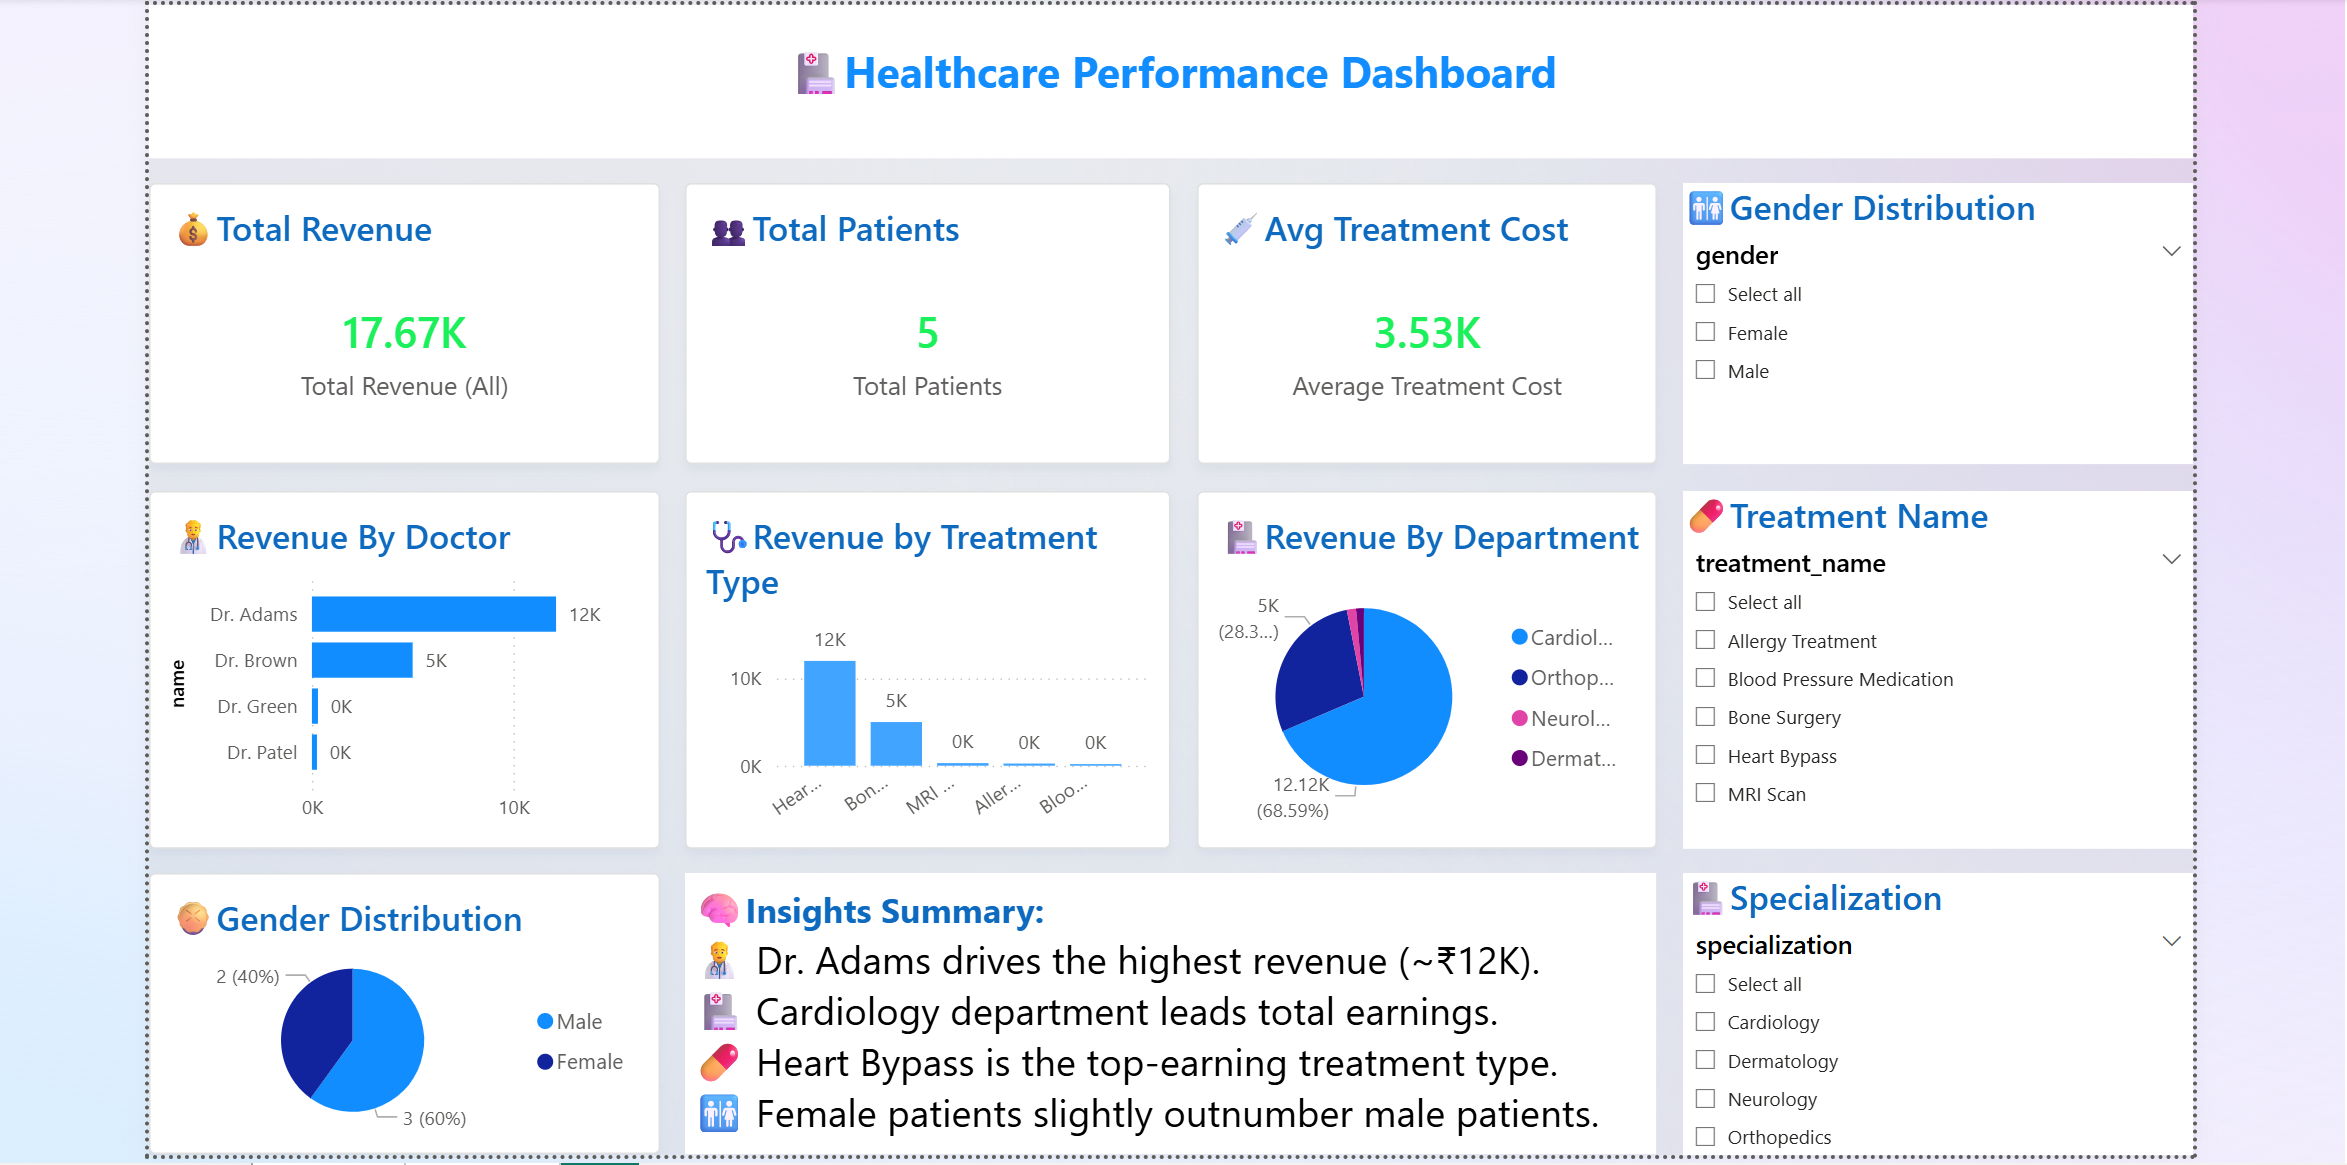 Healthcare Performance Dashboard
Total Revenue
17.67K
Total Revenue (All)
Total Patients
5
Total Patients
Avg Treatment Cost
3.53K
Average Treatment Cost
Gender Distribution
gender
Select all
Female
Male
Revenue By Doctor
name
Dr. Adams
12K
Dr. Brown
5K
Dr. Green
0K
Dr. Patel
0K
0K
10K
Revenue by Treatment
Type
10K
0K
12K
5K
0K
0K
0K
Hear...
Bon...
MRI ...
Aller...
Bloo...
Revenue By Department
5K
(28.3...)
12.12K
(68.59%)
Cardiol...
Orthop...
Neurol...
Dermat...
Treatment Name
treatment_name
Select all
Allergy Treatment
Blood Pressure Medication
Bone Surgery
Heart Bypass
MRI Scan
Gender Distribution
2 (40%)
3 (60%)
Male
Female
Insights Summary:
Dr. Adams drives the highest revenue (~₹12K).
Cardiology department leads total earnings.
Heart Bypass is the top-earning treatment type.
Female patients slightly outnumber male patients.
Specialization
specialization
Select all
Cardiology
Dermatology
Neurology
Orthopedics